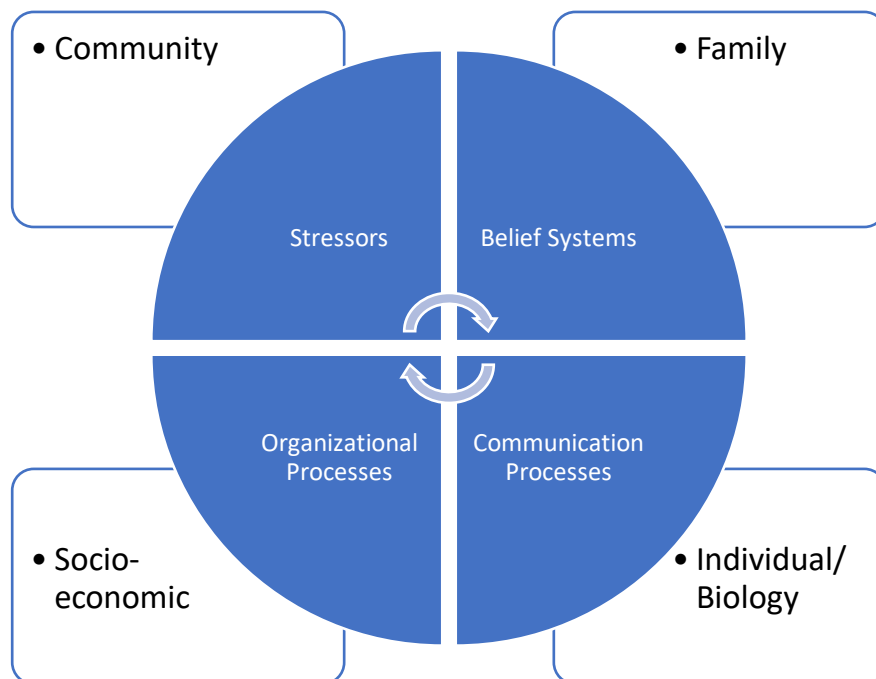 • Community
• Family
Stressors
Belief Systems
Organizational
Processes
Communication
Processes
• Socio-
economic
• Individual/
Biology